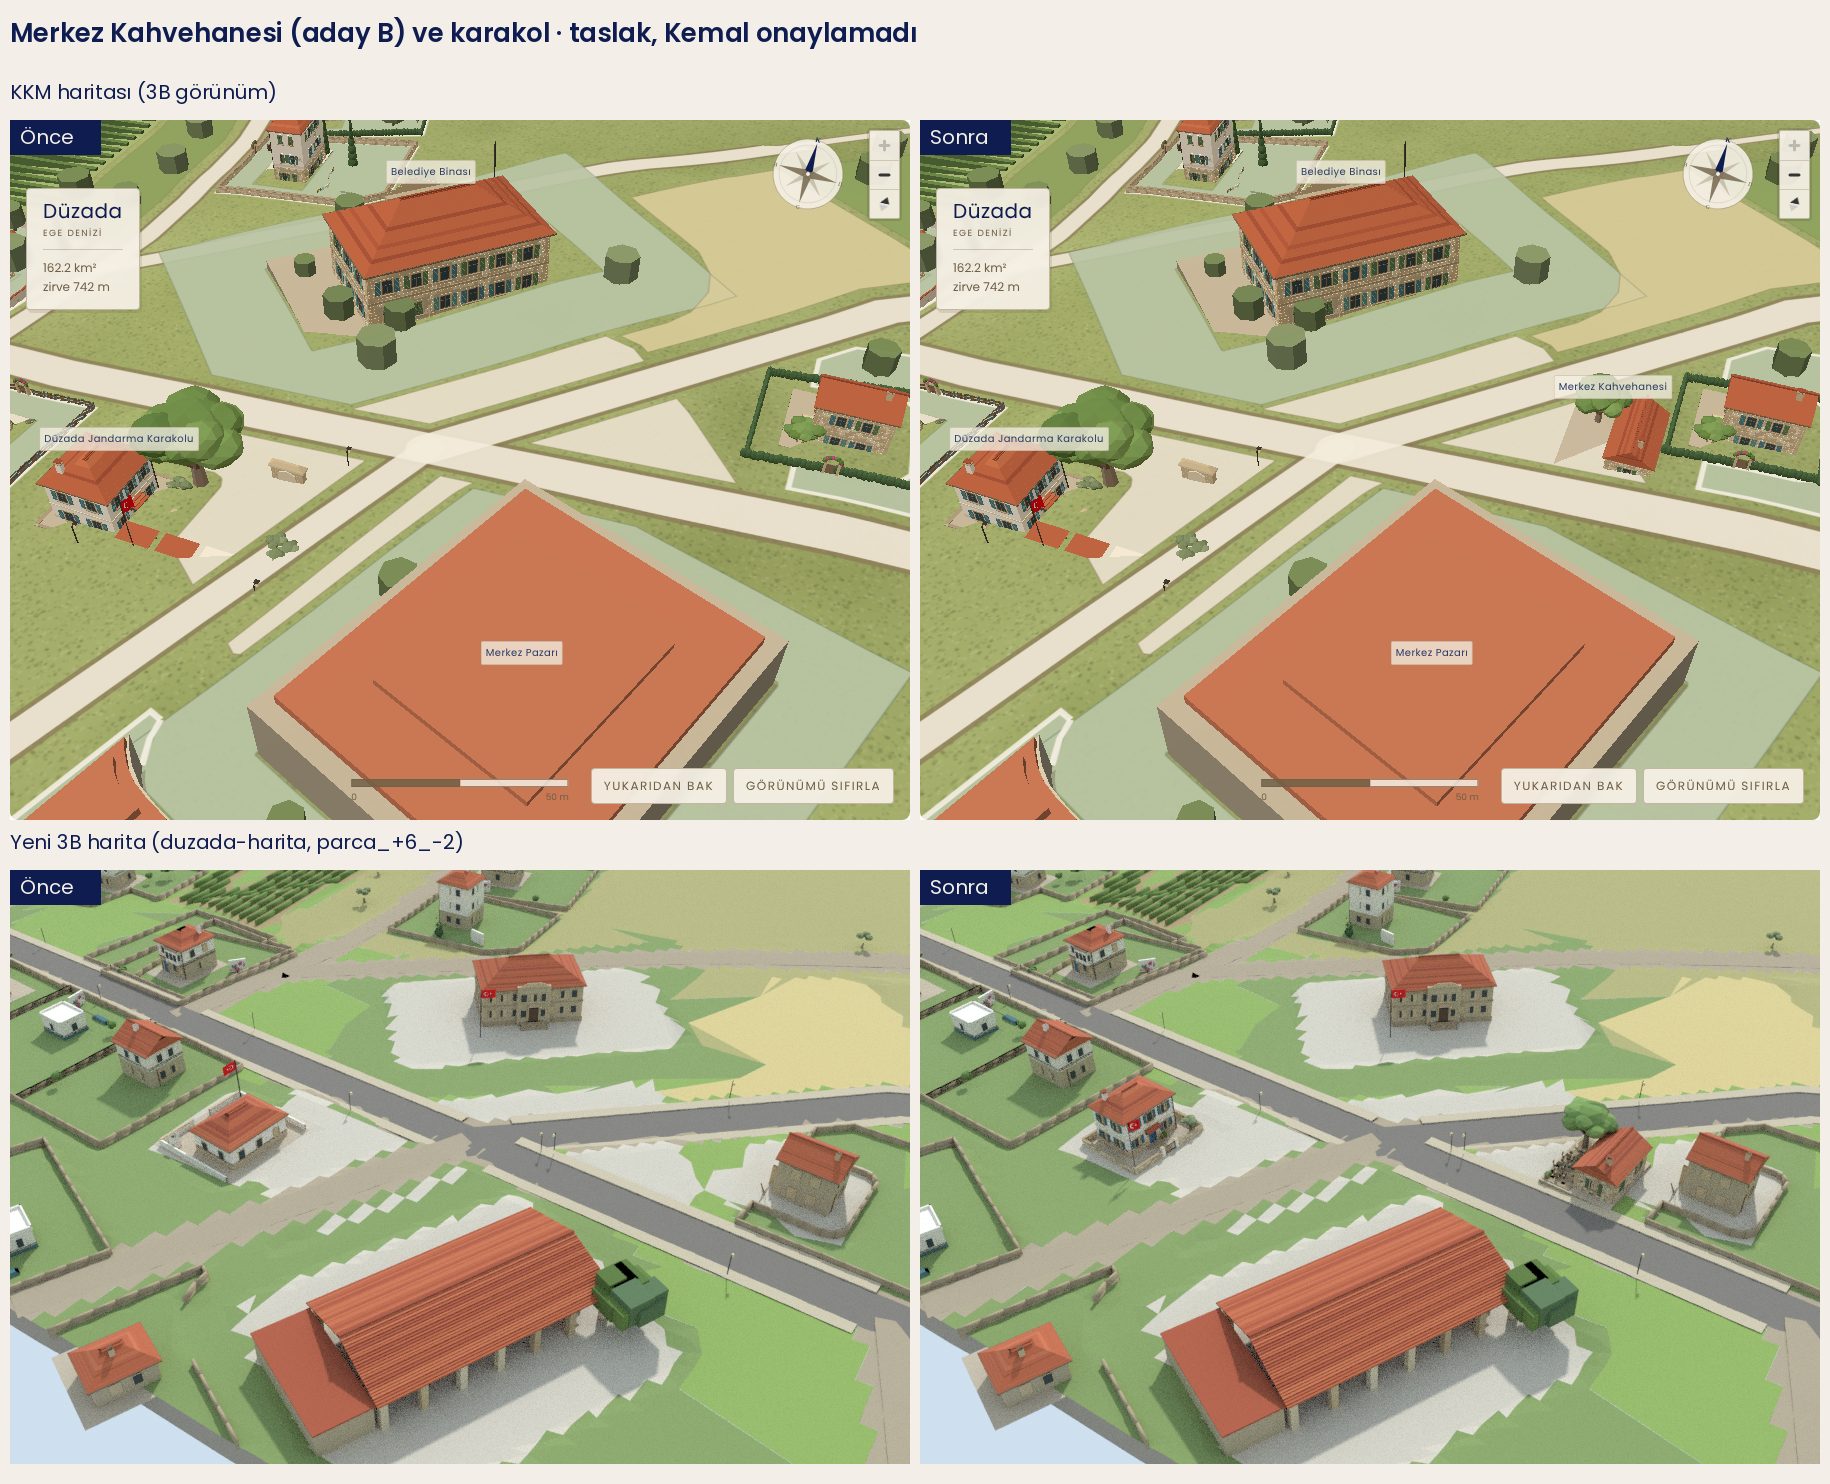 Merkez Kahvehanesi (aday B) ve karakol · taslak, Kemal onaylamadı
KKM haritası (3B görünüm)
Önce
Belediye Binası
Düzada
EGE DENİZİ
162.2 km²
zirve 742 m
Düzada Jandarma Karakolu
Merkez Pazarı
0
50 m
YUKARIDAN BAK
GÖRÜNÜMÜ SIFIRLA
Sonra
Belediye Binası
Düzada
EGE DENİZİ
162.2 km²
zirve 742 m
Merkez Kahvehanesi
Düzada Jandarma Karakolu
Merkez Pazarı
0
50 m
YUKARIDAN BAK
GÖRÜNÜMÜ SIFIRLA
Yeni 3B harita (duzada-harita, parca_+6_-2)
Önce
Sonra